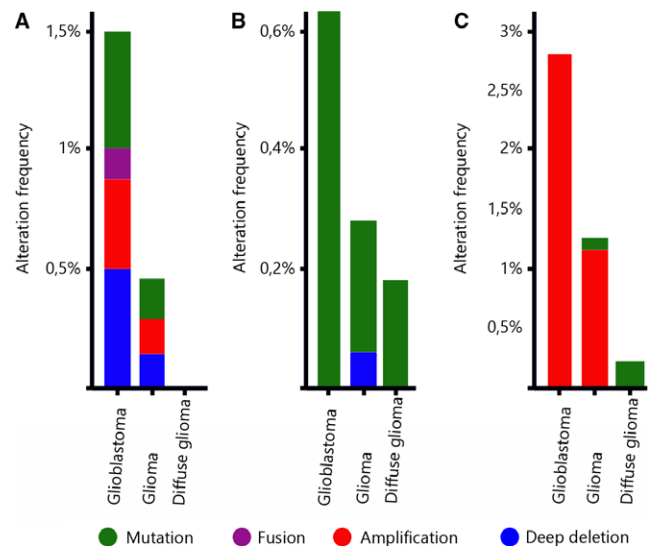 A
Alteration frequency
1,5%
1%
0,5%
Glioblastoma
Glioma
Diffuse glioma
B
Alteration frequency
0,6%
0,4%
0,2%
Glioblastoma
Glioma
Diffuse glioma
C
Alteration frequency
3%
2,5%
2%
1,5%
1%
0,5%
Glioblastoma
Glioma
Diffuse glioma
Mutation
Fusion
Amplification
Deep deletion